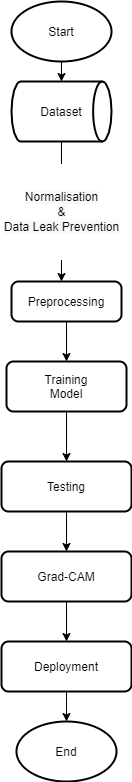 Start
Dataset
Normalisation
&
Data Leak Prevention
Preprocessing
Training
Model
Testing
Grad-CAM
Deployment
End